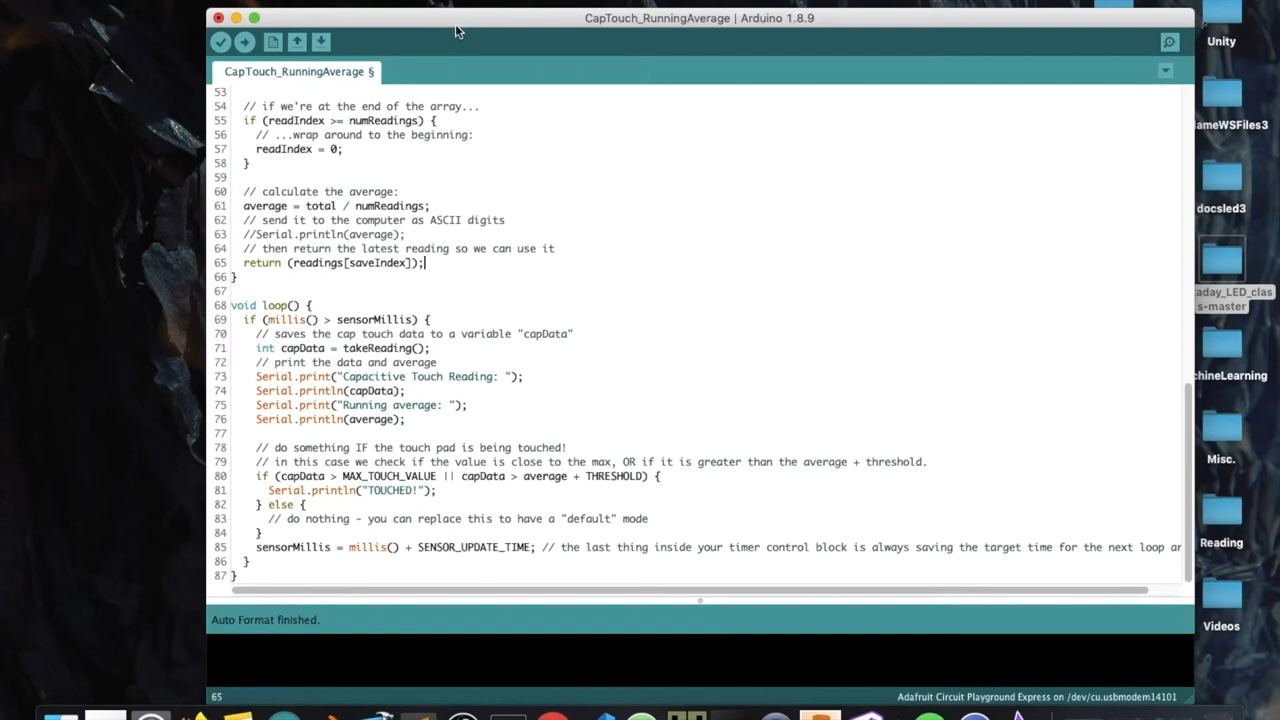 CapTouch_RunningAverage | Arduino 1.8.9
CapTouch_RunningAverage §
53
54 // if we're at the end of the array...
55 if (readIndex >= numReadings) {
56 // ...wrap around to the beginning:
57 readIndex = 0;
58 }
59
60 // calculate the average:
61 average = total / numReadings;
62 // send it to the computer as ASCII digits
63 //Serial.println(average);
64 // then return the latest reading so we can use it
65 return (readings[saveIndex]);
66 }
67
68 void loop() {
69 if (millis() > sensorMillis) {
70 // saves the cap touch data to a variable "capData"
71 int capData = takeReading();
72 // print the data and average
73 Serial.print("Capacitive Touch Reading: ");
74 Serial.println(capData);
75 Serial.print("Running average: ");
76 Serial.println(average);
77
78 // do something IF the touch pad is being touched!
79 // in this case we check if the value is close to the max, OR if it is greater than the average + threshold.
80 if (capData > MAX_TOUCH_VALUE || capData > average + THRESHOLD) {
81 Serial.println("TOUCHED!");
82 } else {
83 // do nothing - you can replace this to have a "default" mode
84 }
85 sensorMillis = millis() + SENSOR_UPDATE_TIME; // the last thing inside your timer control block is always saving the target time for the next loop ar
86 }
87 }
Auto Format finished.
65
Adafruit Circuit Playground Express on /dev/cu.usbmodem14101
Unity
ameWSFiles3
docsled3
aday_LED_clas
s-master
chineLearning
Misc.
Reading
Videos